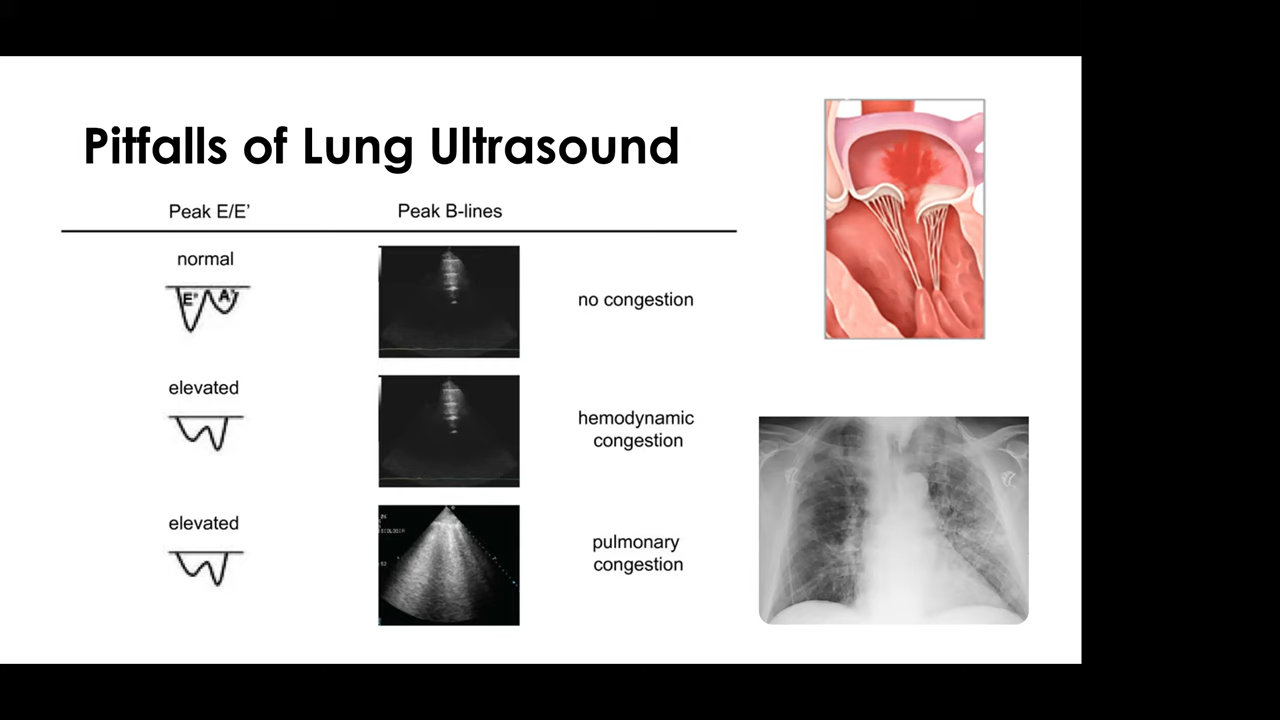 Pitfalls of Lung Ultrasound
Peak E/E’
Peak B-lines
normal
E'
A'
no congestion
elevated
hemodynamic
congestion
elevated
pulmonary
congestion